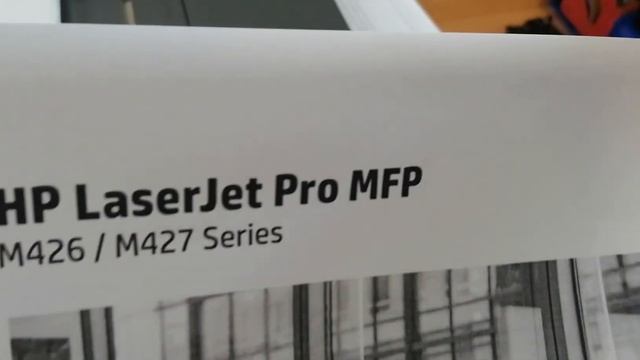 HP LaserJet Pro MFP
M426 / M427 Series